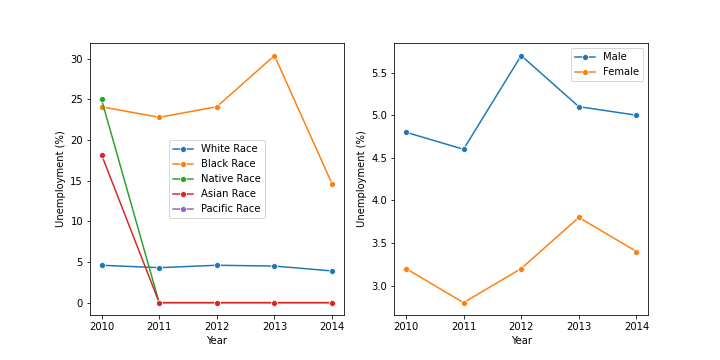 30
25
20
15
10
5
0
Unemployment (%)
2010 2011 2012 2013 2014
Year
White Race
Black Race
Native Race
Asian Race
Pacific Race
5.5
5.0
4.5
4.0
3.5
3.0
Unemployment (%)
2010 2011 2012 2013 2014
Year
Male
Female